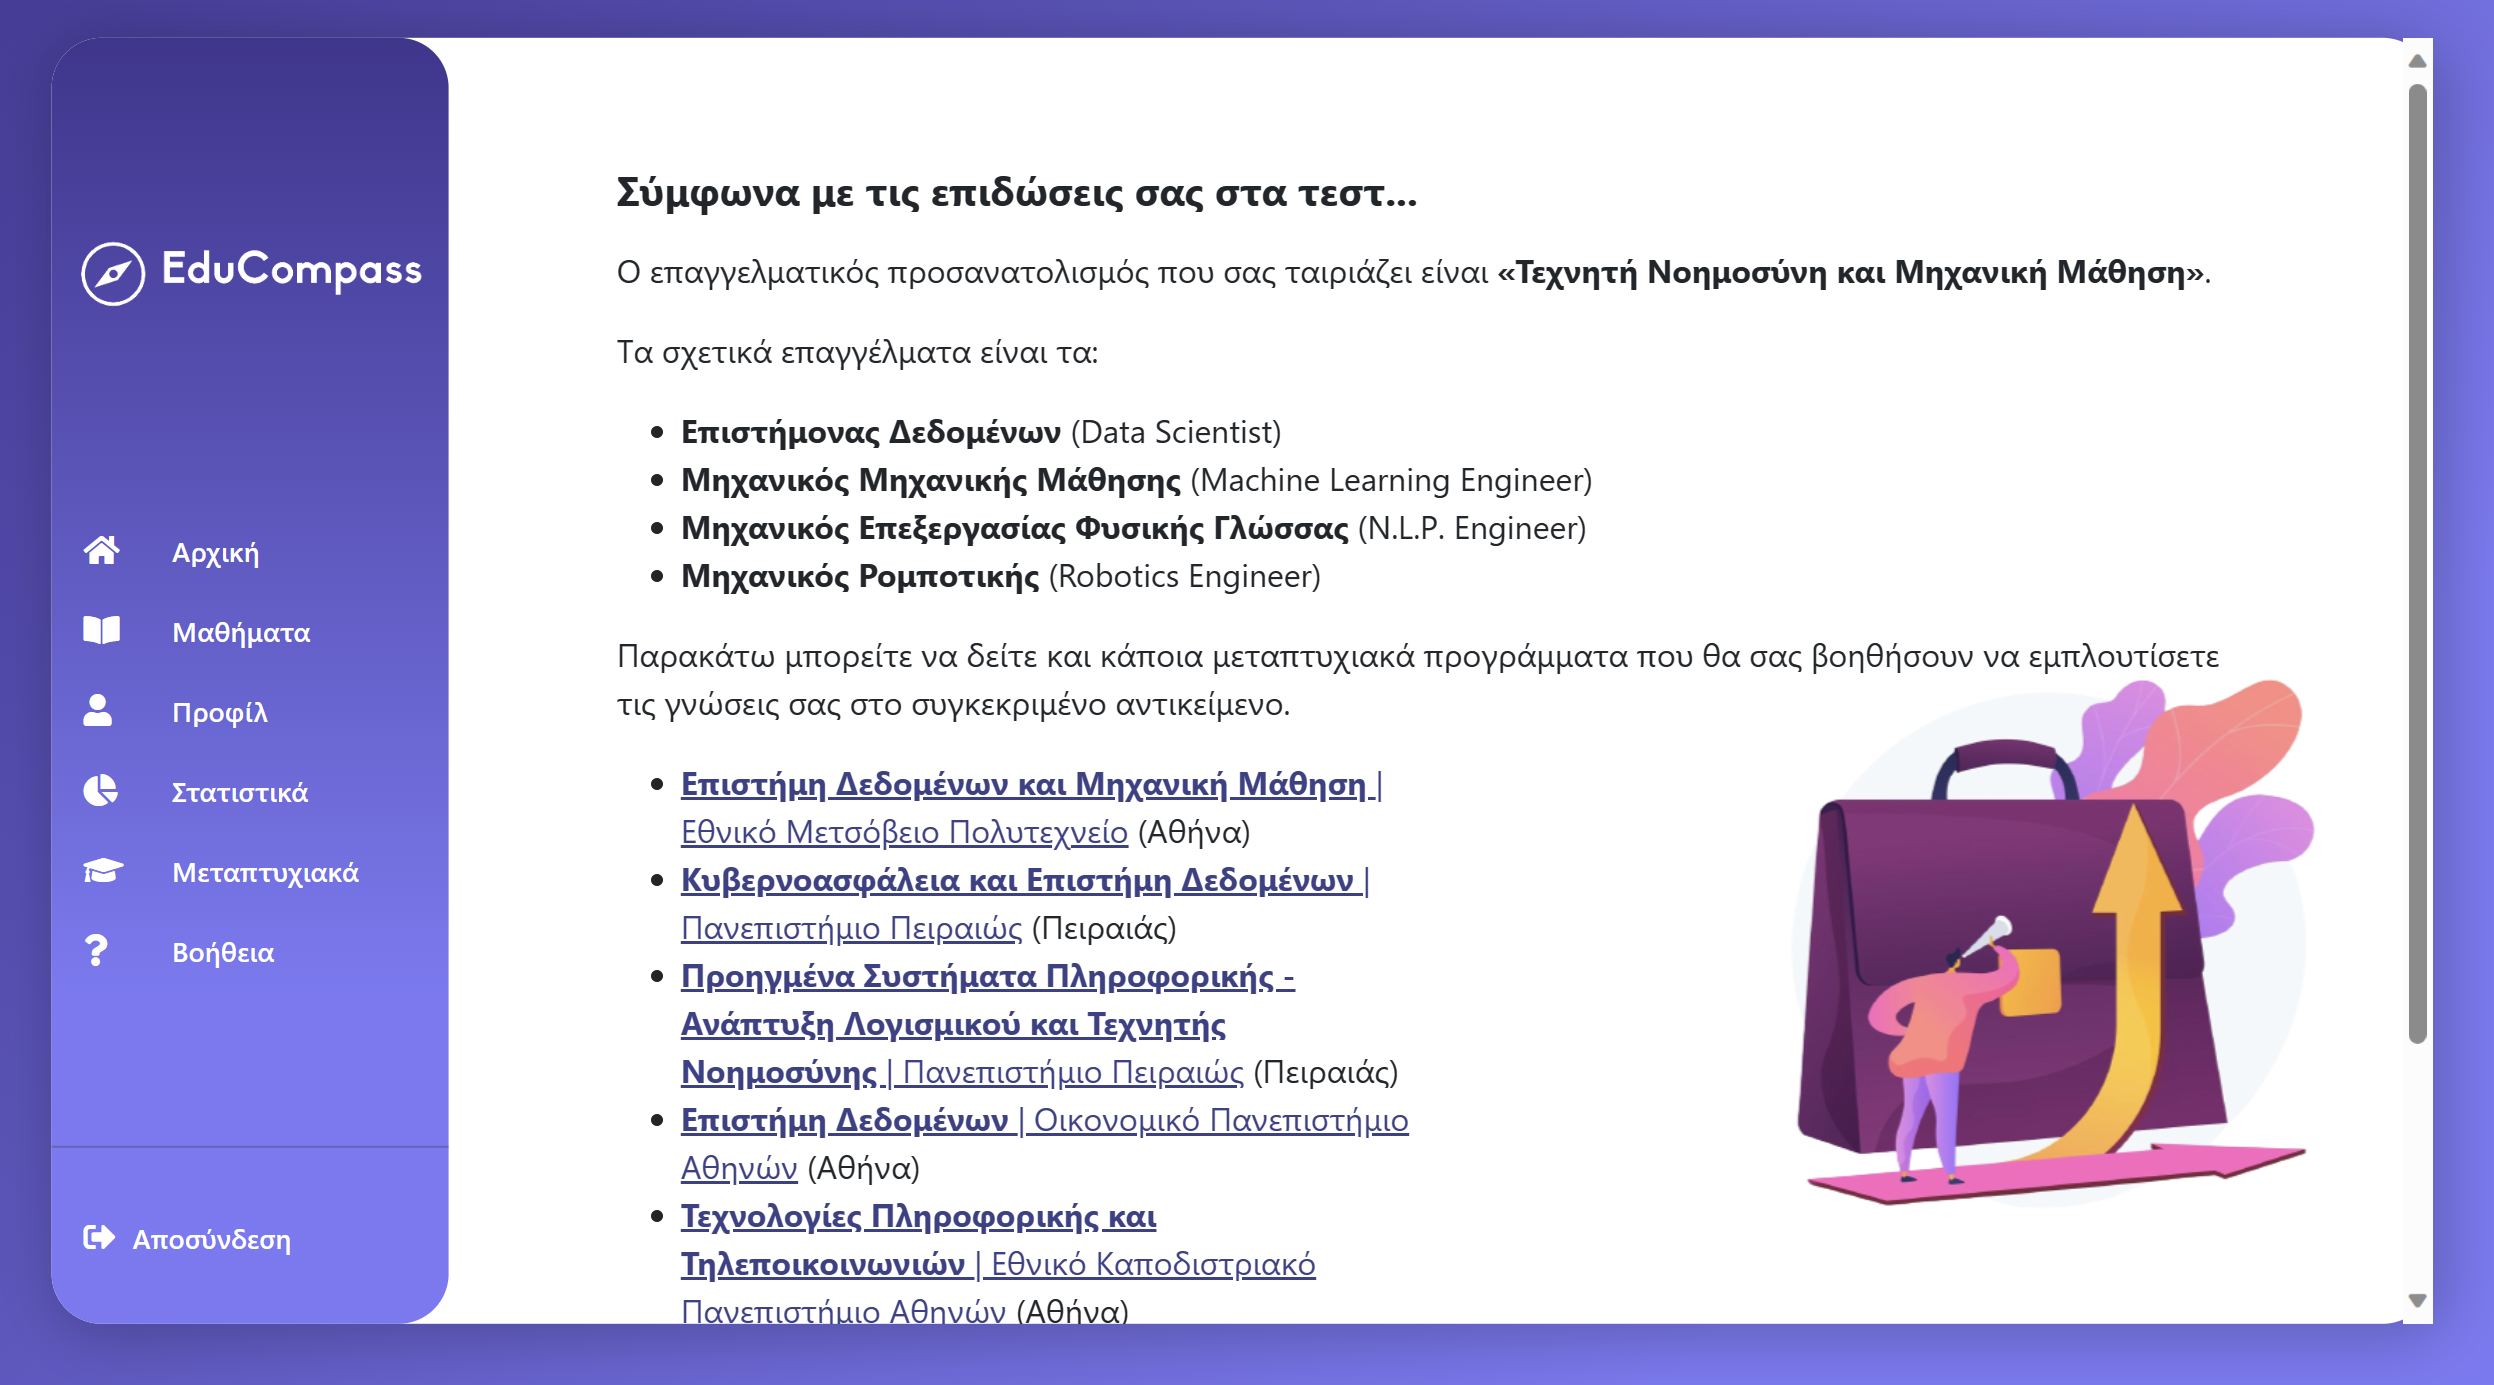 EduCompass
Αρχική
Μαθήματα
Προφίλ
Στατιστικά
Μεταπτυχιακά
Βοήθεια
Αποσύνδεση
Σύμφωνα με τις επιδώσεις σας στα τεστ...
Ο επαγγελματικός προσανατολισμός που σας ταιριάζει είναι «Τεχνητή Νοημοσύνη και Μηχανική Μάθηση».
Τα σχετικά επαγγέλματα είναι τα:
• Επιστήμονας Δεδομένων (Data Scientist)
• Μηχανικός Μηχανικής Μάθησης (Machine Learning Engineer)
• Μηχανικός Επεξεργασίας Φυσικής Γλώσσας (N.L.P. Engineer)
• Μηχανικός Ρομποτικής (Robotics Engineer)
Παρακάτω μπορείτε να δείτε και κάποια μεταπτυχιακά προγράμματα που θα σας βοηθήσουν να εμπλουτίσετε
τις γνώσεις σας στο συγκεκριμένο αντικείμενο.
• Επιστήμη Δεδομένων και Μηχανική Μάθηση |
Εθνικό Μετσόβειο Πολυτεχνείο (Αθήνα)
• Κυβερνοασφάλεια και Επιστήμη Δεδομένων |
Πανεπιστήμιο Πειραιώς (Πειραιάς)
• Προηγμένα Συστήματα Πληροφορικής -
Ανάπτυξη Λογισμικού και Τεχνητής
Νοημοσύνης | Πανεπιστήμιο Πειραιώς (Πειραιάς)
• Επιστήμη Δεδομένων | Οικονομικό Πανεπιστήμιο
Αθηνών (Αθήνα)
• Τεχνολογίες Πληροφορικής και
Τηλεποικοινωνιών | Εθνικό Καποδιστριακό
Πανεπιστήμιο Αθηνών (Αθήνα)